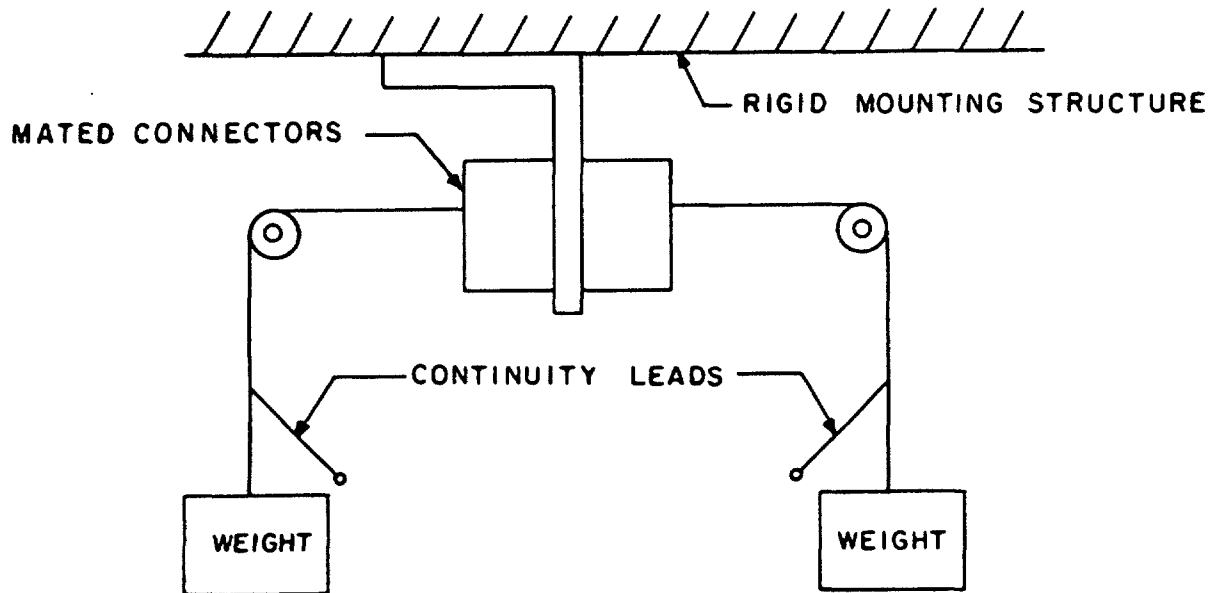 RIGID MOUNTING STRUCTURE
MATED CONNECTORS
CONTINUITY LEADS
WEIGHT
WEIGHT